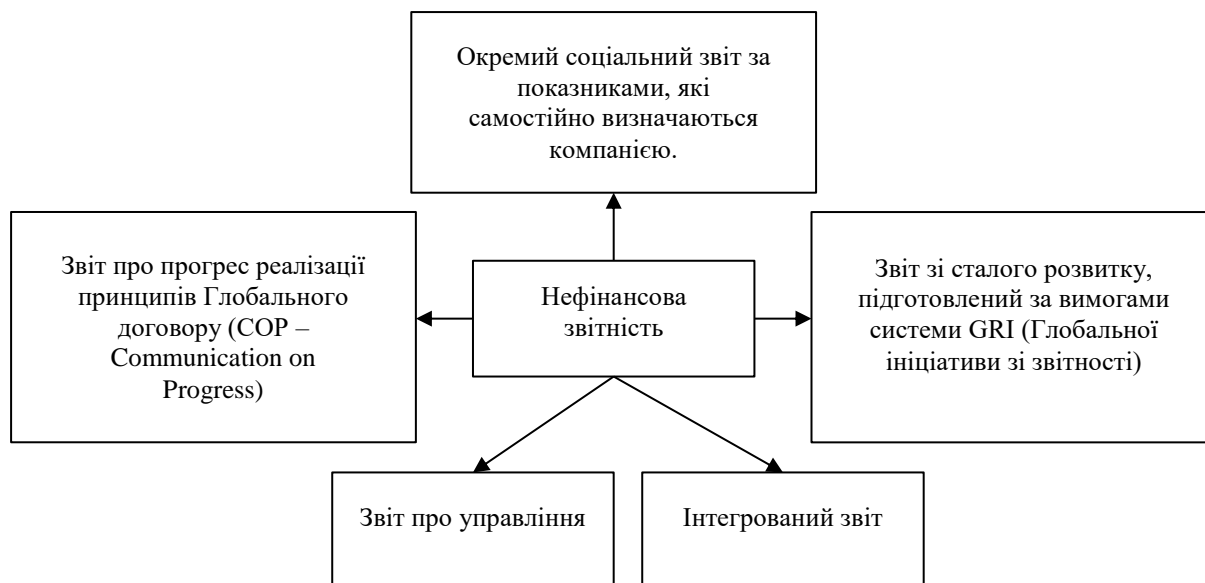 Окремий соціальний звіт за
показниками, які
самостійно визначаються
компанією.
Звіт про прогрес реалізації
принципів Глобального
договору (COP –
Communication on
Progress)
Нефінансова
звітність
Звіт зі сталого розвитку,
підготовлений за вимогами
системи GRI (Глобальної
ініціативи зі звітності)
Звіт про управління
Інтегрований звіт